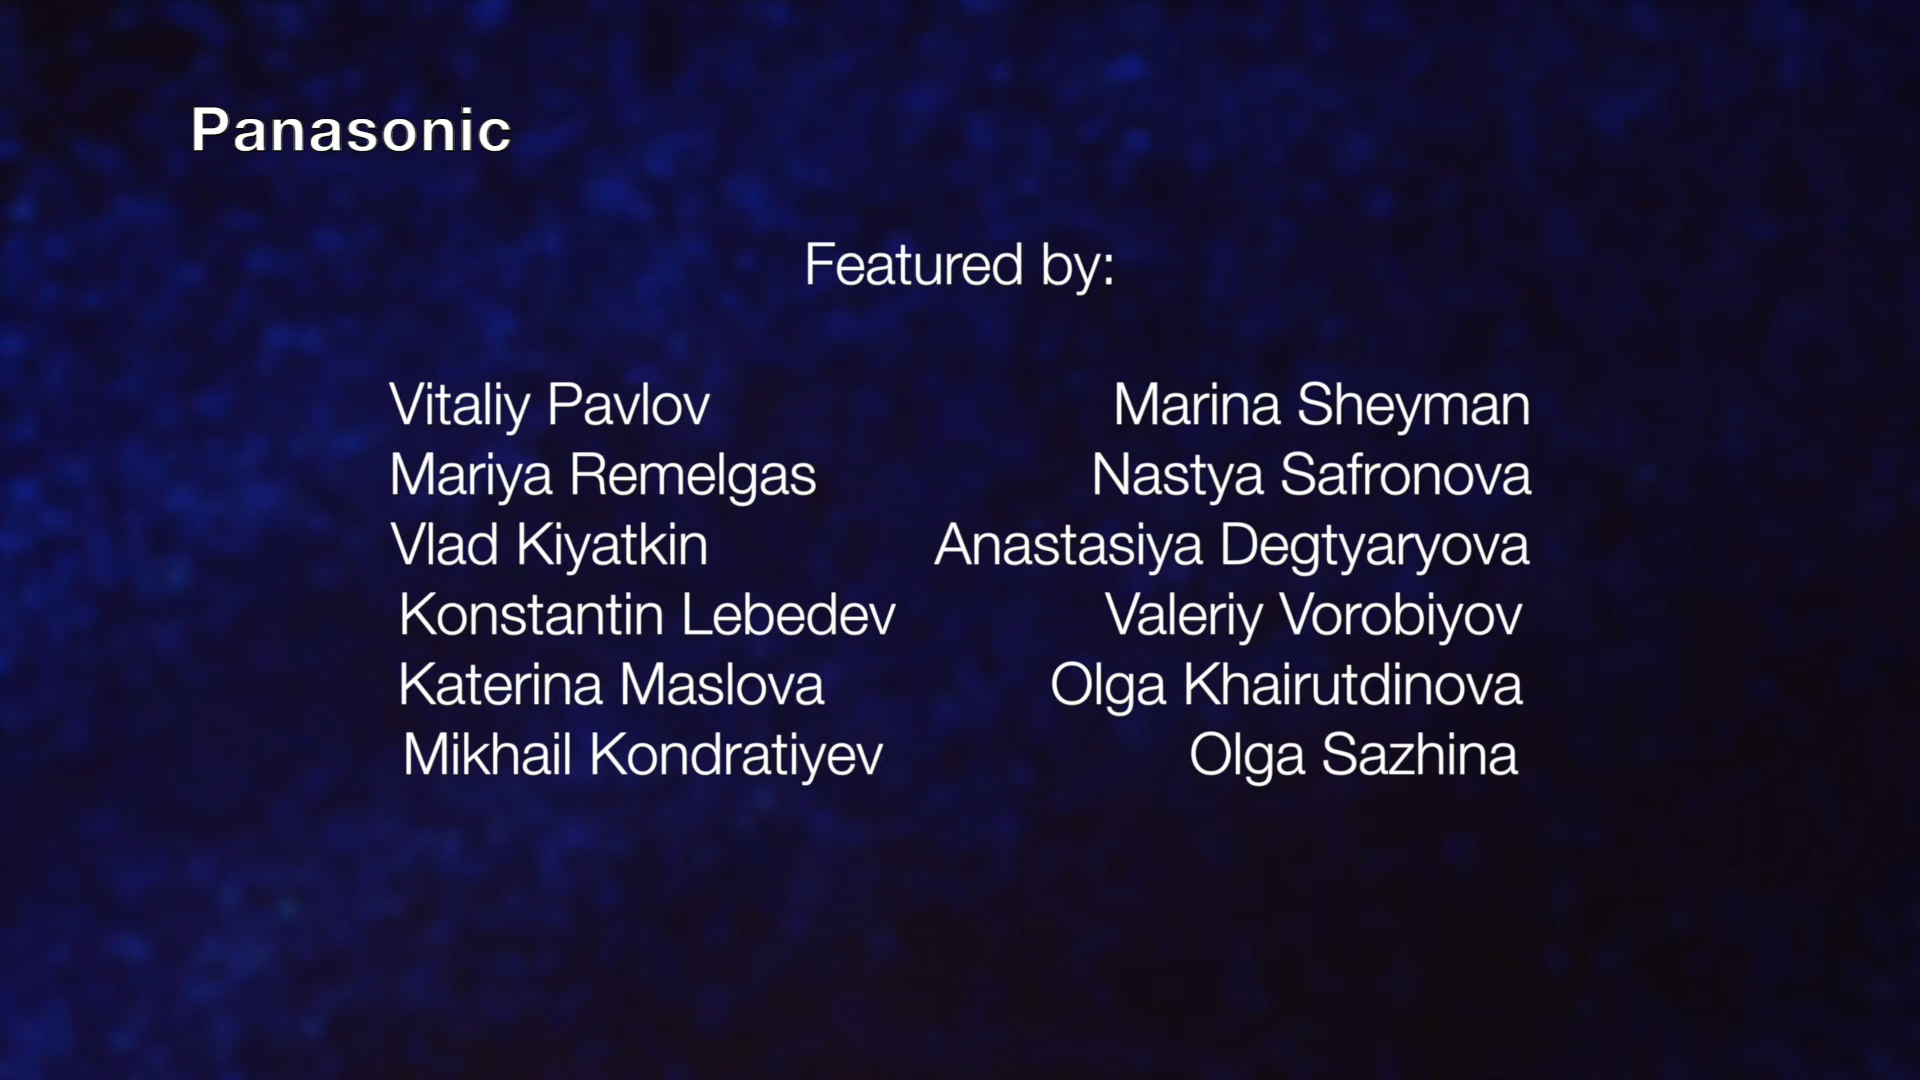 Panasonic
Featured by:
Vitaliy Pavlov Marina Sheyman
Mariya Remelgas Nastya Safronova
Vlad Kiyatkin Anastasiya Degtyaryova
Konstantin Lebedev Valeriy Vorobiyov
Katerina Maslova Olga Khairutdinova
Mikhail Kondratiyev Olga Sazhina